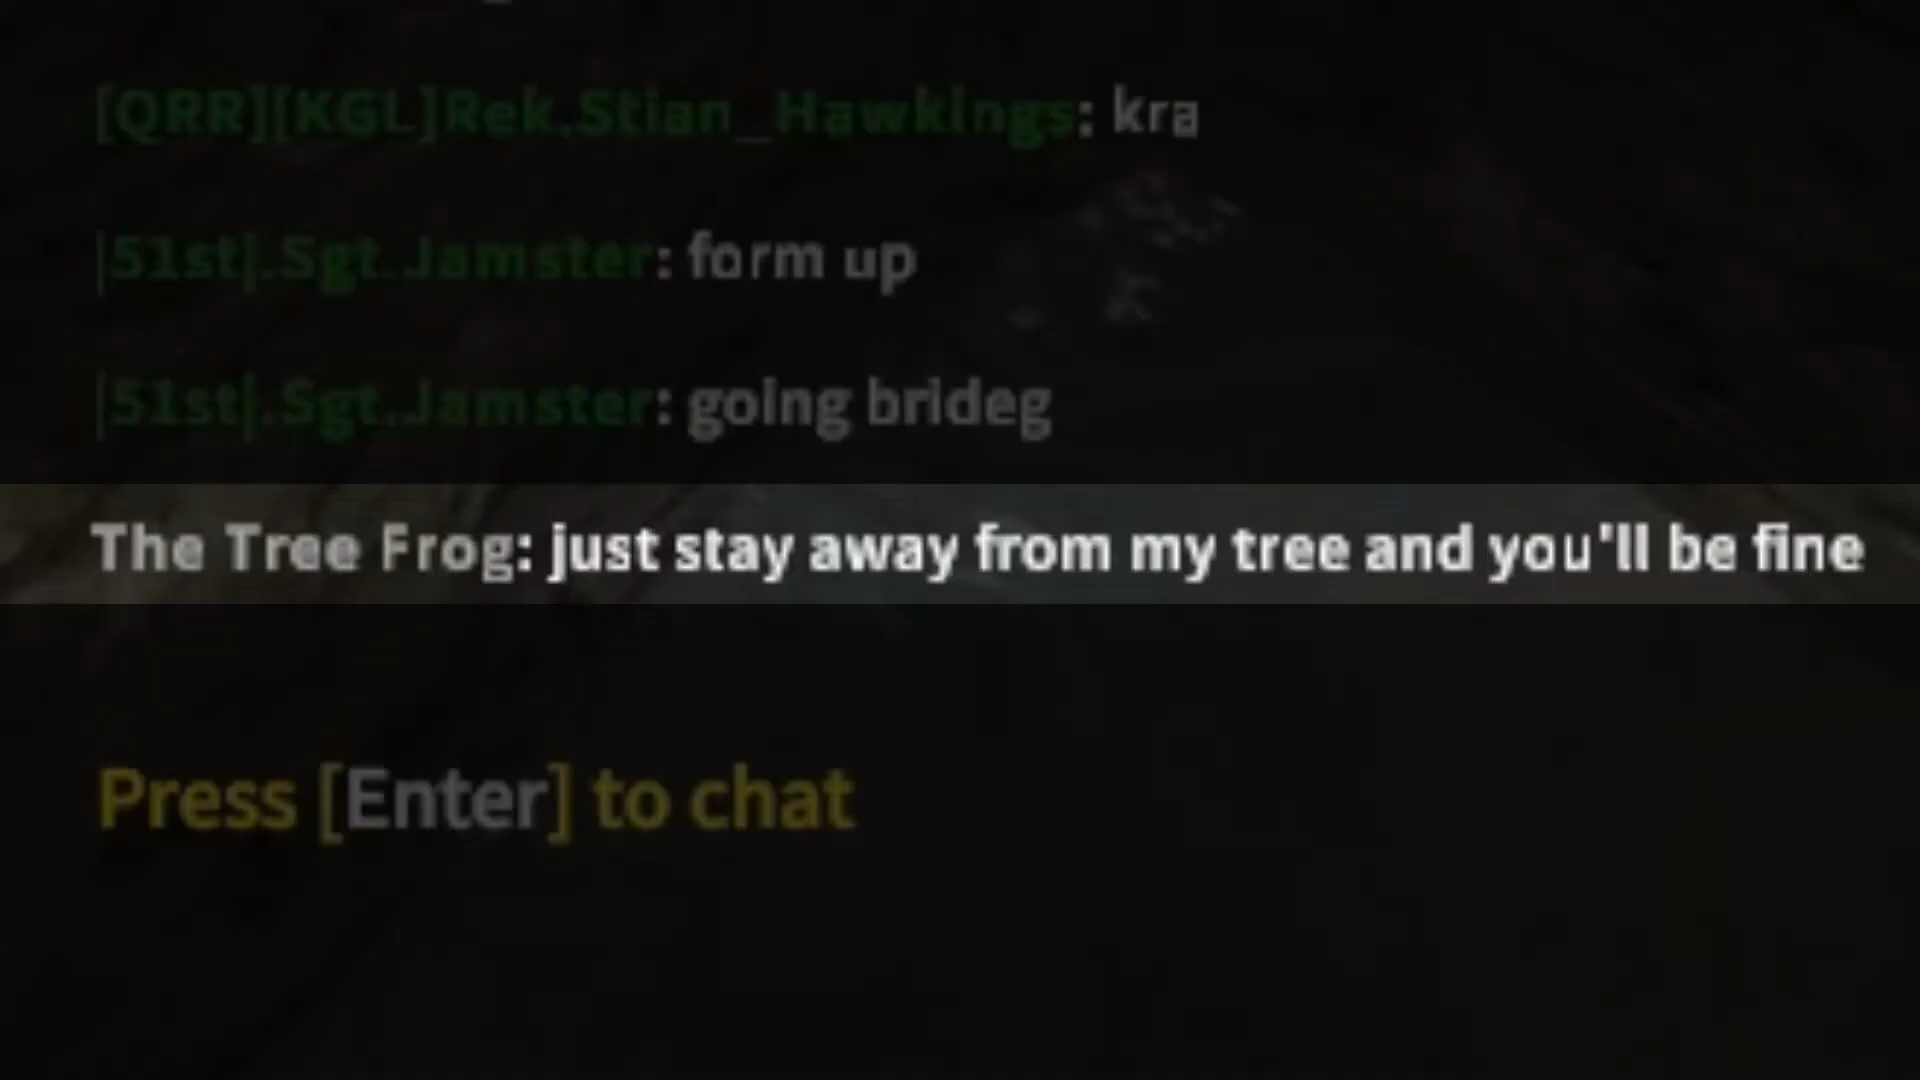 [QRR][KGL]Rek.Stian_Hawkings: kra
|51st|.Sgt.Jamster: form up
|51st|.Sgt.Jamster: going brideg
The Tree Frog: just stay away from my tree and you'll be fine
Press [Enter] to chat